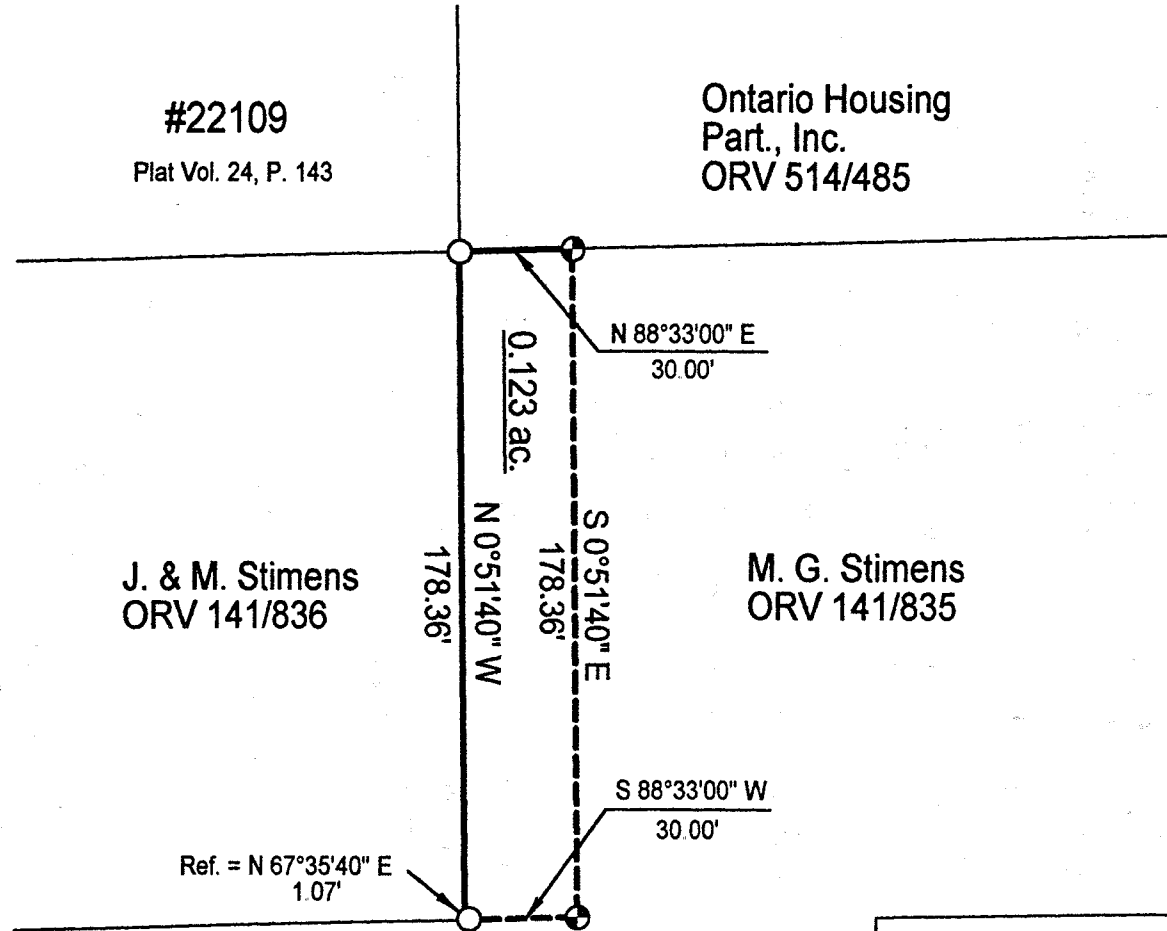 #22109
Plat Vol. 24, P. 143
Ontario Housing
Part., Inc.
ORV 514/485
N 88°33'00" E
30.00'
0.123 ac.
N 0°51'40" W
178.36'
S 0°51'40" E
178.36'
J. & M. Stimens
ORV 141/836
M. G. Stimens
ORV 141/835
S 88°33'00" W
30.00'
Ref. = N 67°35'40" E
1.07'